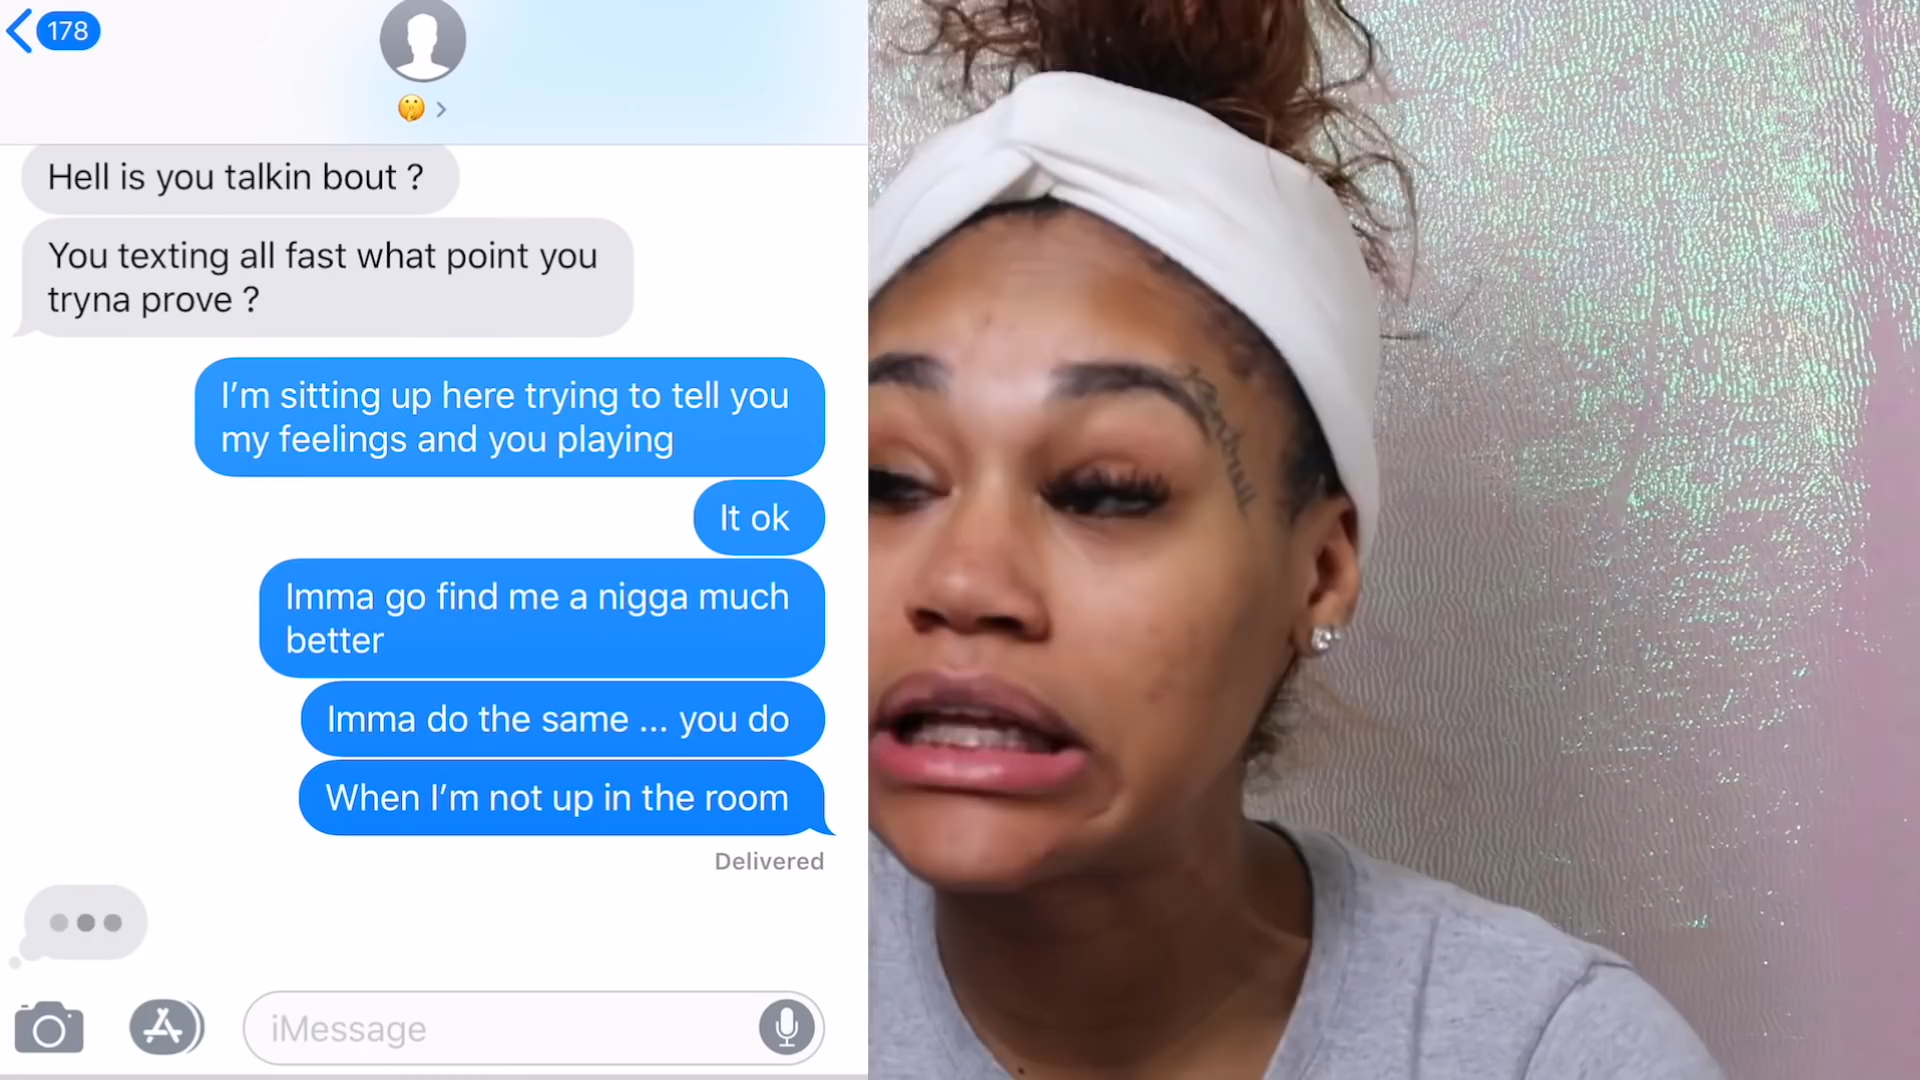 178
Hell is you talkin bout ?
You texting all fast what point you
tryna prove ?
I'm sitting up here trying to tell you
my feelings and you playing
It ok
Imma go find me a nigga much
better
Imma do the same ... you do
When I'm not up in the room
Delivered
iMessage